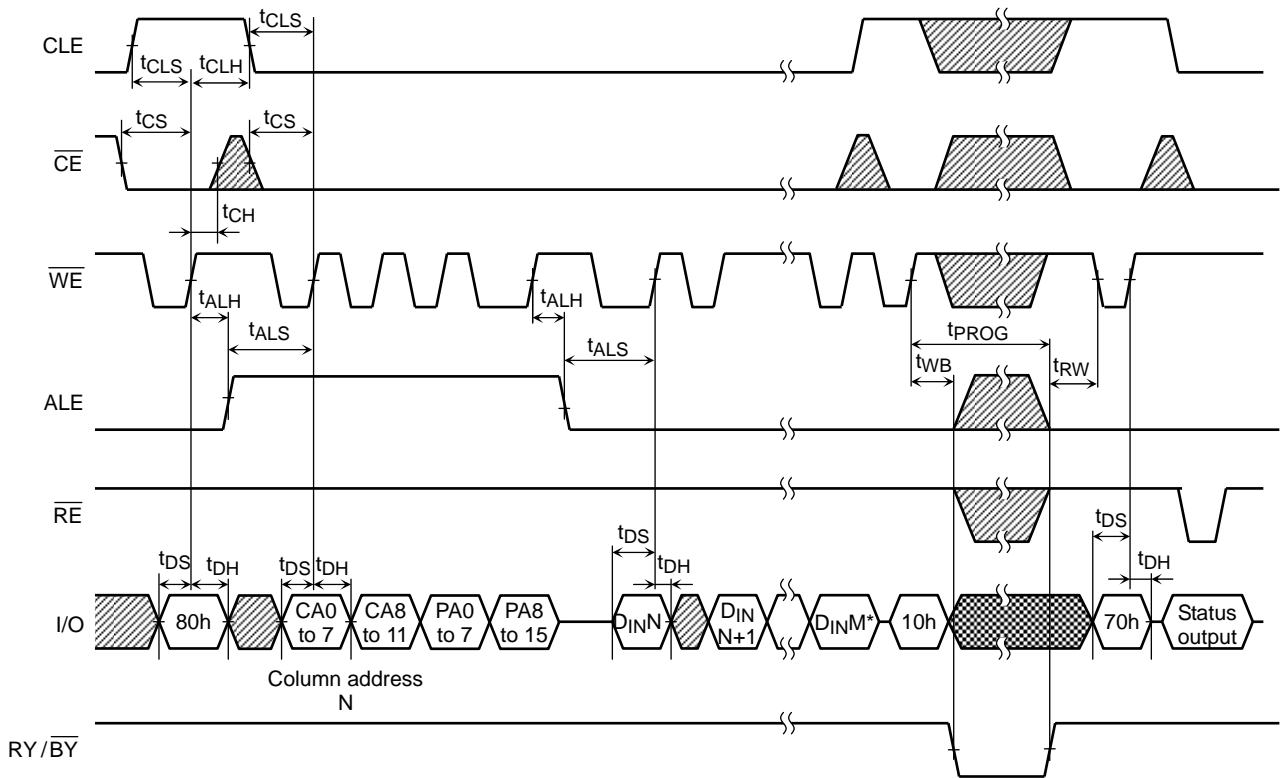 CLE
tCLS
tCLS
tCLH
CE
tCS
tCS
tCH
WE
tALH
tALS
tALH
tALS
tPROG
tWB
tRW
ALE
RE
tDS
tDH
tDS
tDH
tDS
tDH
tDS
tDH
I/O
80h
CA0
to 7
CA8
to 11
PA0
to 7
PA8
to 15
DINN
DIN
N+1
DINM*
10h
70h
Status
output
Column address
N
RY/BY